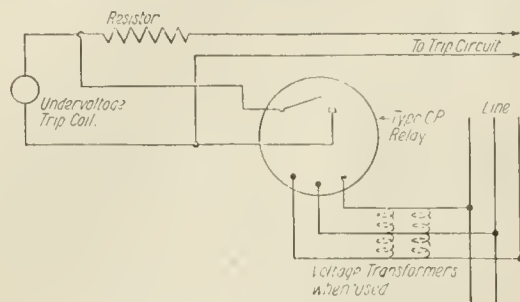 Resistor
To Trip Circuit
Undervoltage
Trip Coil.
Type CP
Relay
Line
Voltage Transformers
when used